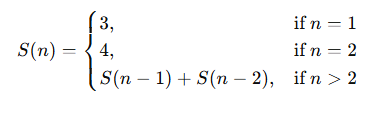 S(n) = { 3, if n = 1
4, if n = 2
S(n − 1) + S(n − 2), if n > 2